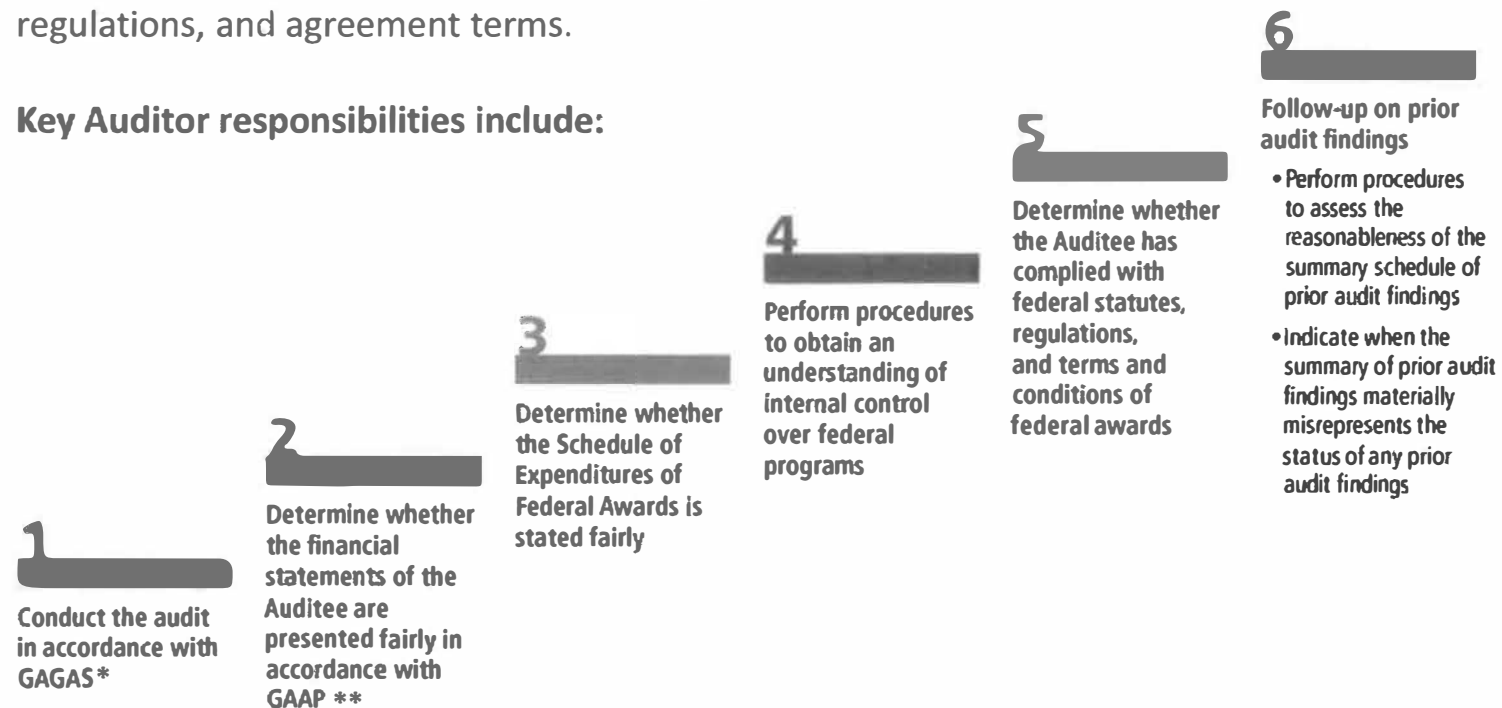 regulations, and agreement terms.
Key Auditor responsibilities include:
1
Conduct the audit
in accordance with
GAGAS*
2
Determine whether
the financial
statements of the
Auditee are
presented fairly in
accordance with
GAAP **
3
Determine whether
the Schedule of
Expenditures of
Federal Awards is
stated fairly
4
Perform procedures
to obtain an
understanding of
internal control
over federal
programs
5
Determine whether
the Auditee has
complied with
federal statutes,
regulations,
and terms and
conditions of
federal awards
6
Follow-up on prior
audit findings
• Perform procedures
to assess the
reasonableness of the
summary schedule of
prior audit findings
• Indicate when the
summary of prior audit
findings materially
misrepresents the
status of any prior
audit findings